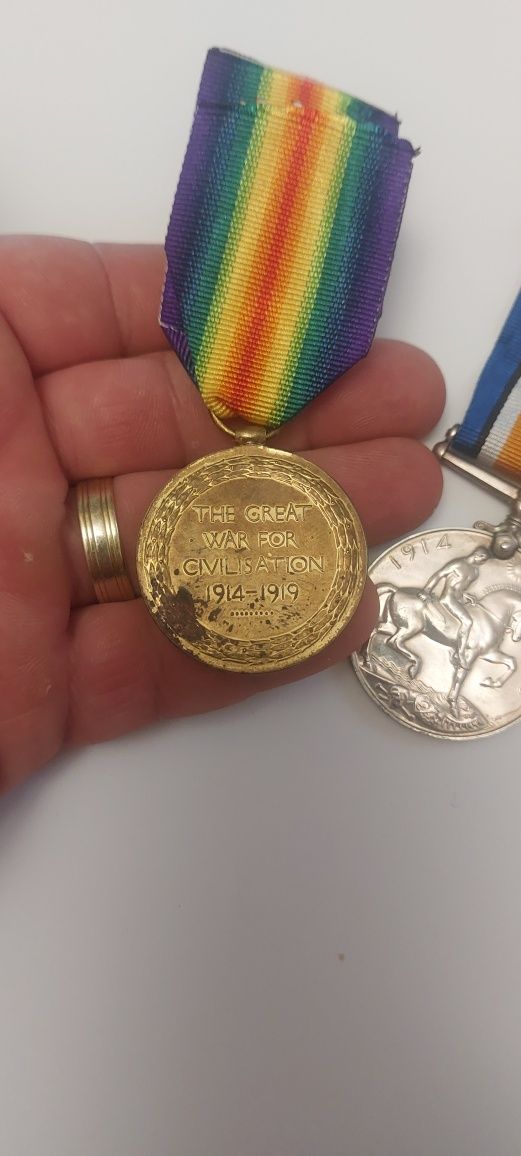 THE GREAT
WAR FOR
CIVILISATION
1914-1919
1914